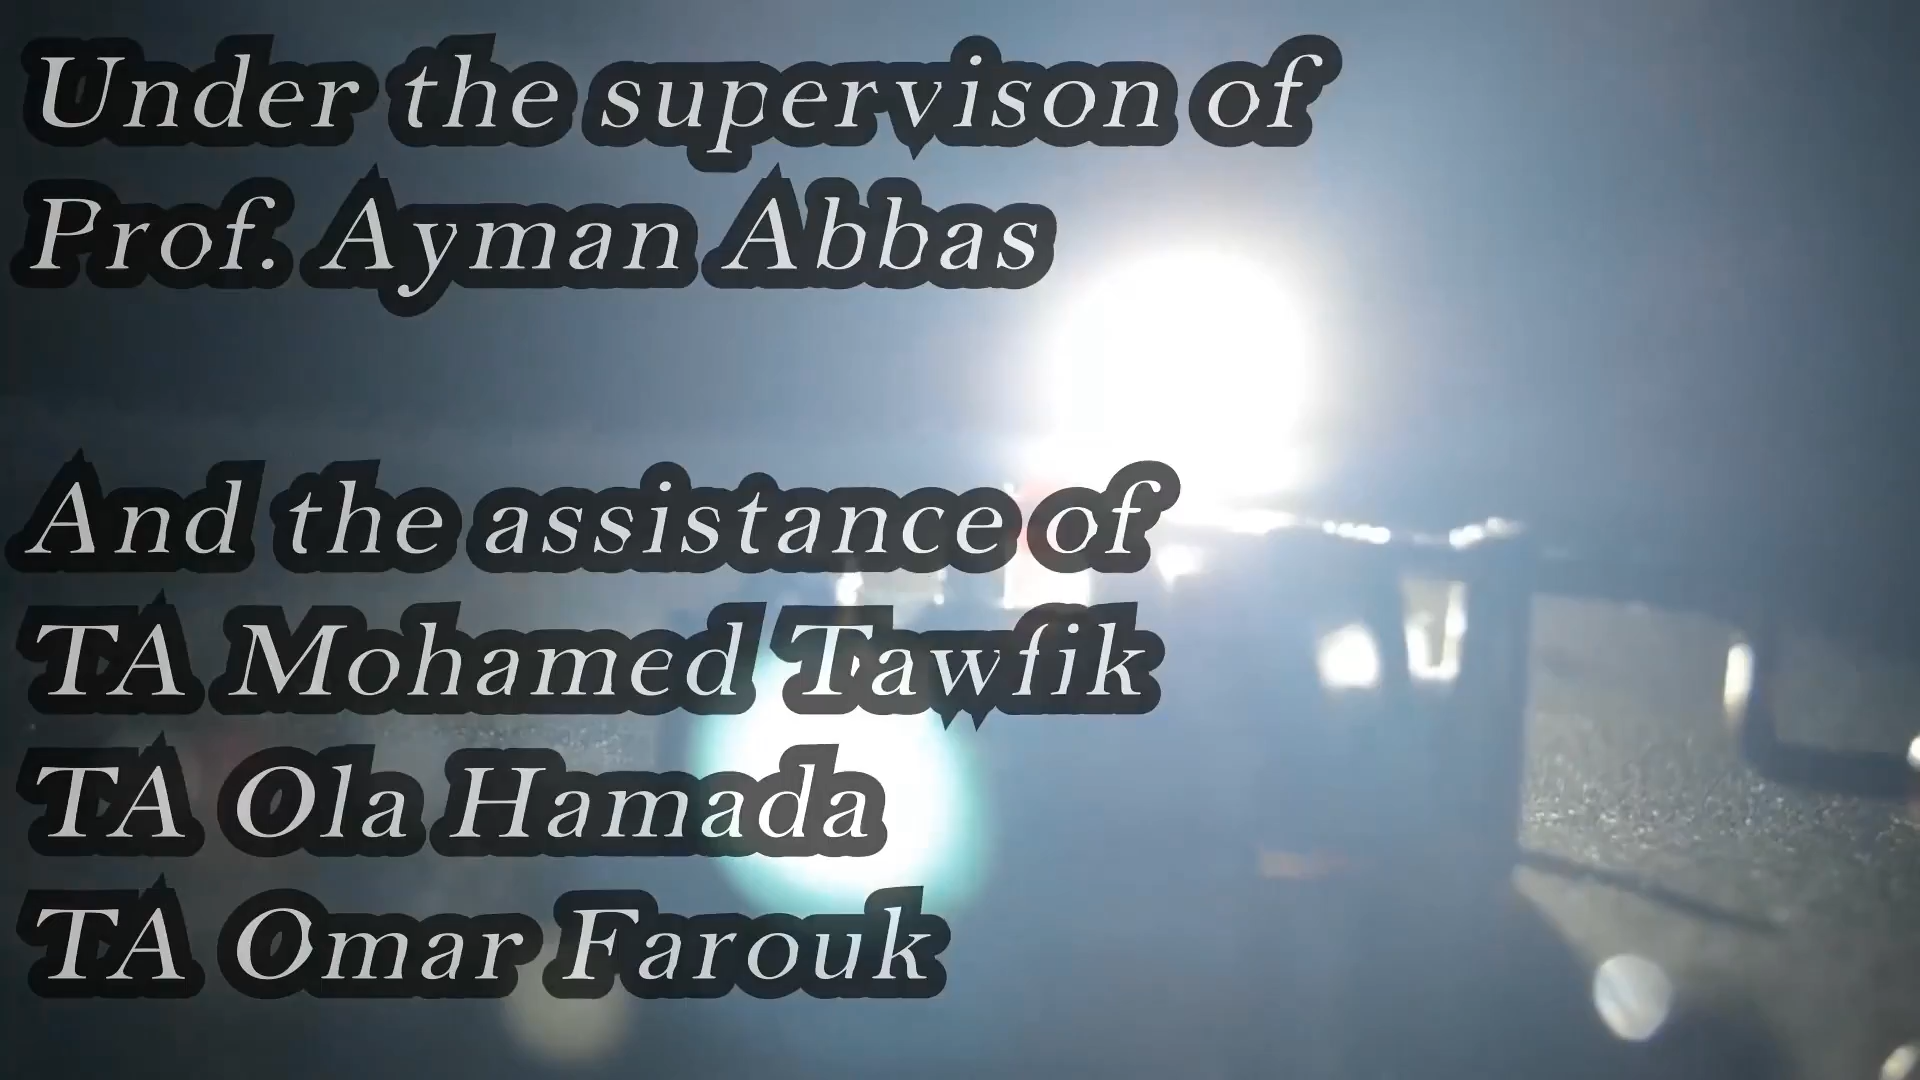 Under the supervison of
Prof. Ayman Abbas
And the assistance of
TA Mohamed Tawfik
TA Ola Hamada
TA Omar Farouk